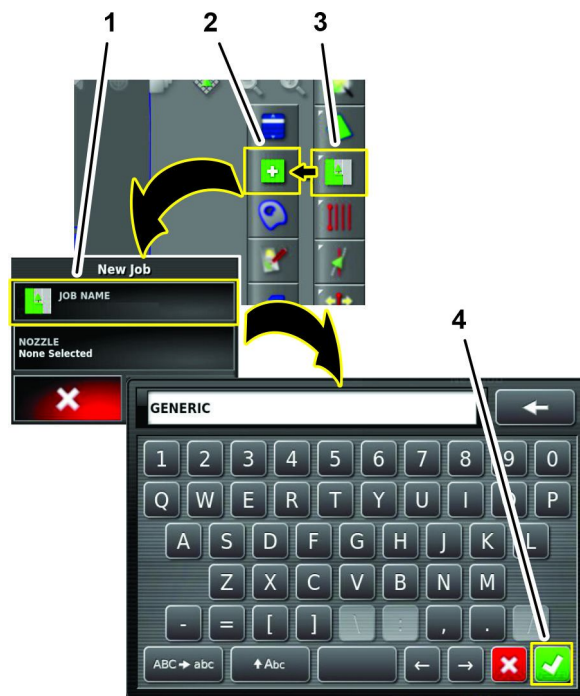 1 2 3
New Job
JOB NAME
NOZZLE
None Selected
4
GENERIC
1 2 3 4 5 6 7 8 9 0
Q W E R T Y U I O P
A S D F G H J K L
Z X C V B N M
- = [ ] \ : , . /
ABC → abc ↑ Abc ← →